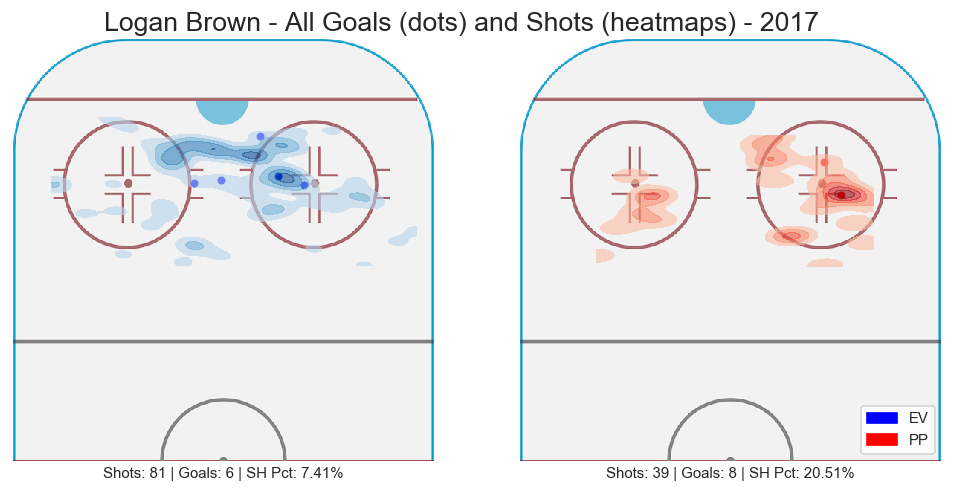 Logan Brown - All Goals (dots) and Shots (heatmaps) - 2017
EV
PP
Shots: 81 | Goals: 6 | SH Pct: 7.41%
Shots: 39 | Goals: 8 | SH Pct: 20.51%